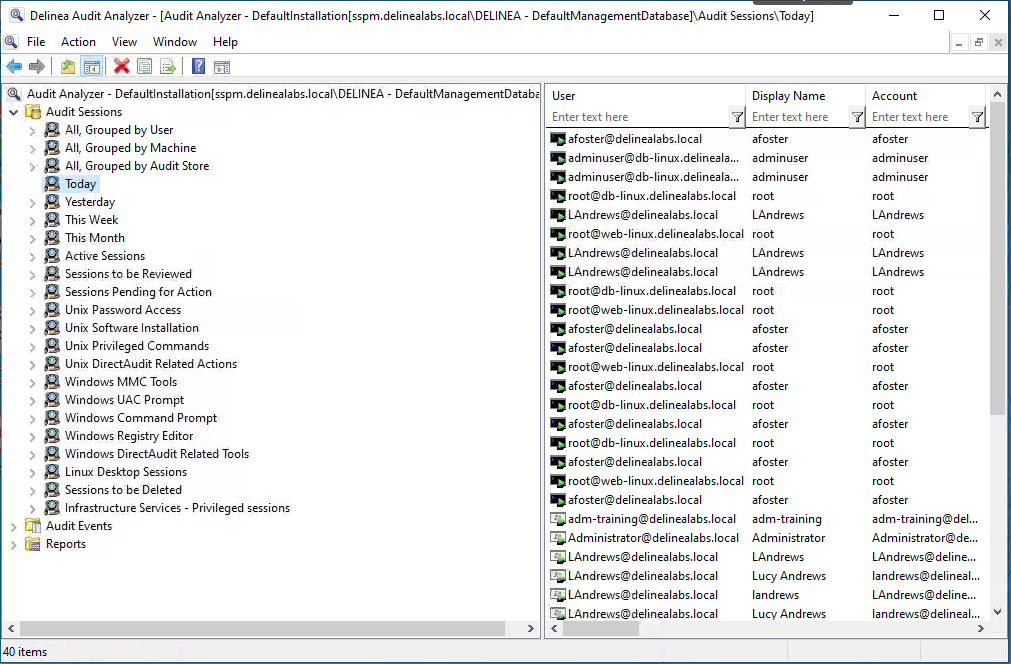 Delinea Audit Analyzer - [Audit Analyzer - DefaultInstallation[sspm.delinealabs.local\DELINEA - DefaultManagementDatabase]\Audit Sessions\Today]
File Action View Window Help
Audit Analyzer - DefaultInstallation[sspm.delinealabs.local\DELINEA - DefaultManagementDataba
Audit Sessions
All, Grouped by User
All, Grouped by Machine
All, Grouped by Audit Store
Today
Yesterday
This Week
This Month
Active Sessions
Sessions to be Reviewed
Sessions Pending for Action
Unix Password Access
Unix Software Installation
Unix Privileged Commands
Unix DirectAudit Related Actions
Windows MMC Tools
Windows UAC Prompt
Windows Command Prompt
Windows Registry Editor
Windows DirectAudit Related Tools
Linux Desktop Sessions
Sessions to be Deleted
Infrastructure Services - Privileged sessions
Audit Events
Reports
User Display Name Account
Enter text here Enter text here Enter text here
afoster@delinealabs.local afoster afoster
adminuser@db-linux.delineala... adminuser adminuser
adminuser@db-linux.delineala... adminuser adminuser
root@db-linux.delinealabs.local root root
LAndrews@delinealabs.local LAndrews LAndrews
root@web-linux.delinealabs.local root root
LAndrews@delinealabs.local LAndrews LAndrews
LAndrews@delinealabs.local LAndrews LAndrews
root@db-linux.delinealabs.local root root
root@web-linux.delinealabs.local root root
afoster@delinealabs.local afoster afoster
afoster@delinealabs.local afoster afoster
root@web-linux.delinealabs.local root root
afoster@delinealabs.local afoster afoster
root@db-linux.delinealabs.local root root
afoster@delinealabs.local afoster afoster
root@db-linux.delinealabs.local root root
afoster@delinealabs.local afoster afoster
root@web-linux.delinealabs.local root root
afoster@delinealabs.local afoster afoster
adm-training@delinealabs.local adm-training adm-training@del...
Administrator@delinealabs.local Administrator Administrator@de...
LAndrews@delinealabs.local LAndrews LAndrews@deline...
LAndrews@delinealabs.local Lucy Andrews landrews@delineal...
LAndrews@delinealabs.local landrews LAndrews@deline...
LAndrews@delinealabs.local Lucy Andrews landrews@delineal...
40 items